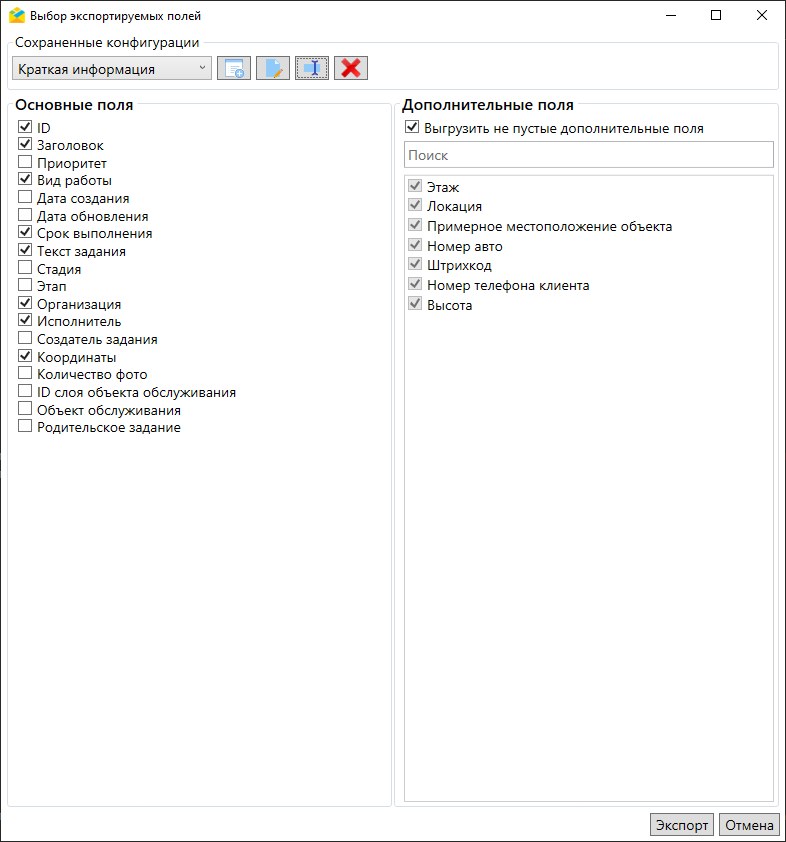 Выбор экспортируемых полей
Сохраненные конфигурации
Краткая информация
Основные поля
ID
Заголовок
Приоритет
Вид работы
Дата создания
Дата обновления
Срок выполнения
Текст задания
Стадия
Этап
Организация
Исполнитель
Создатель задания
Координаты
Количество фото
ID слоя объекта обслуживания
Объект обслуживания
Родительское задание
Дополнительные поля
Выгрузить не пустые дополнительные поля
Поиск
Этаж
Локация
Примерное местоположение объекта
Номер авто
Штрихкод
Номер телефона клиента
Высота
Экспорт
Отмена